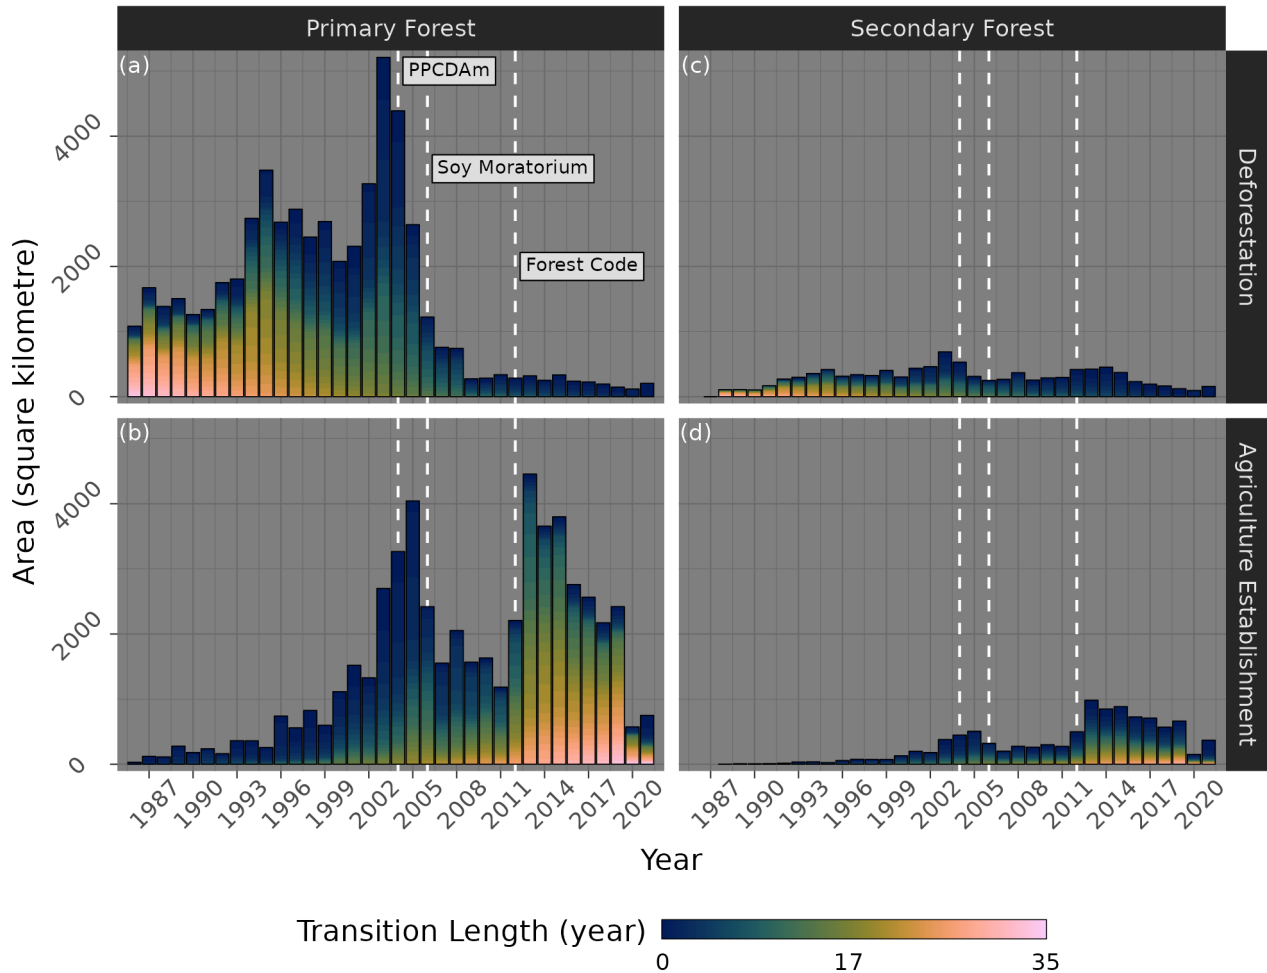 Primary Forest
Secondary Forest
(a)
PPCDAm
Soy Moratorium
Forest Code
(c)
Deforestation
(b)
(d)
Agriculture Establishment
Area (square kilometre)
4000
2000
0
4000
2000
0
1987 1990 1993 1996 1999 2002 2005 2008 2011 2014 2017 2020
1987 1990 1993 1996 1999 2002 2005 2008 2011 2014 2017 2020
Year
Transition Length (year)
0 17 35